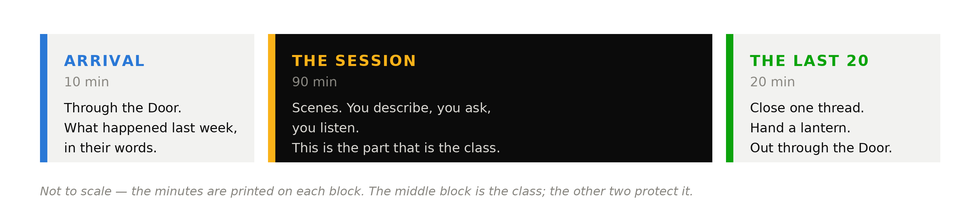 ARRIVAL
10 min
Through the Door.
What happened last week,
in their words.
THE SESSION
90 min
Scenes. You describe, you ask,
you listen.
This is the part that is the class.
THE LAST 20
20 min
Close one thread.
Hand a lantern.
Out through the Door.
Not to scale — the minutes are printed on each block. The middle block is the class; the other two protect it.